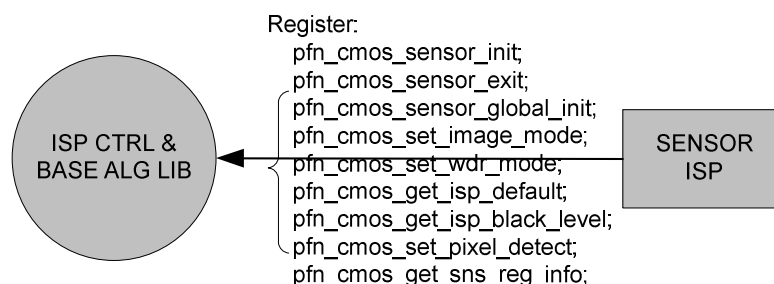 Register:
pfn_cmos_sensor_init;
pfn_cmos_sensor_exit;
pfn_cmos_sensor_global_init;
pfn_cmos_set_image_mode;
pfn_cmos_set_wdr_mode;
pfn_cmos_get_isp_default;
pfn_cmos_get_isp_black_level;
pfn_cmos_set_pixel_detect;
pfn_cmos_get_sns_reg_info;
ISP CTRL &
BASE ALG LIB
SENSOR
ISP